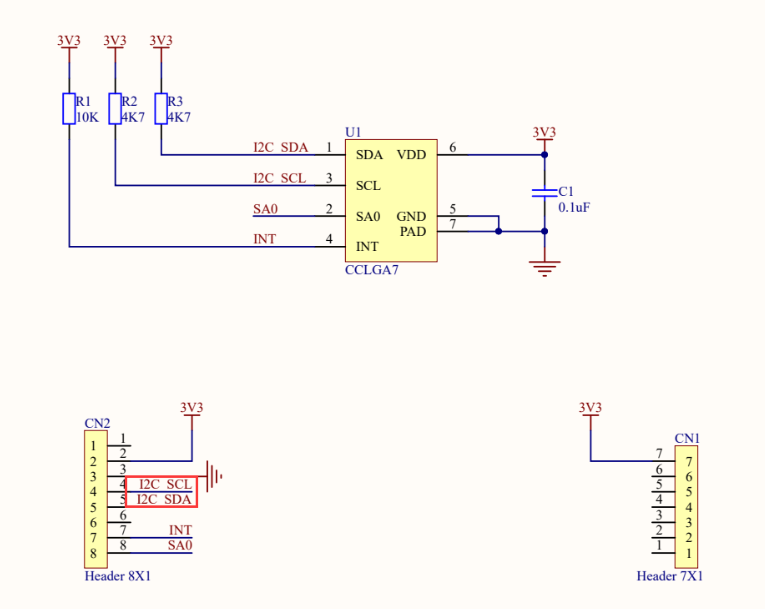 3V3 3V3 3V3
R1 R2 R3
10K 4K7 4K7
U1
3V3
I2C_SDA 1 SDA VDD 6
I2C_SCL 3 SCL
C1
0.1uF
SA0 2 SA0 GND 5
PAD 7
INT 4 INT
CCLGA7
3V3 3V3
CN2
CN1
1 1
2 2
3 3
4 4 I2C_SCL
5 5 I2C_SDA
6 6
7 7 INT
8 8 SA0
Header 8X1
7 7
6 6
5 5
4 4
3 3
2 2
1 1
Header 7X1